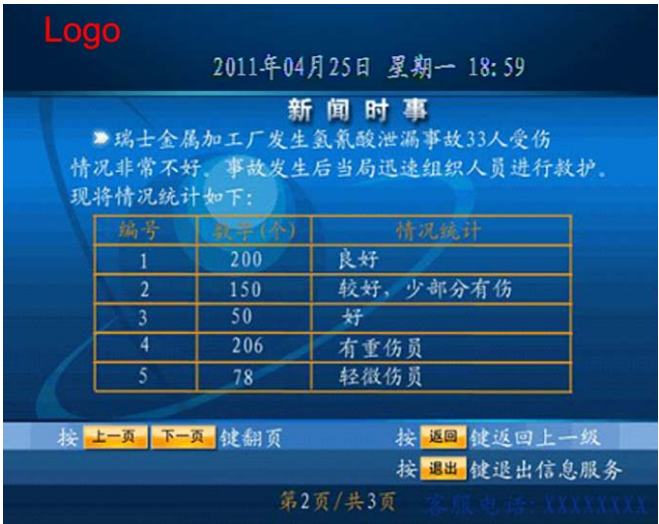 Logo
2011年04月25日 星期一 18:59
新闻时事
瑞士金属加工厂发生氢氰酸泄漏事故33人受伤
情况非常不好。事故发生后当局迅速组织人员进行救护。
现将情况统计如下:
编号 数字(个) 情况统计
1 200 良好
2 150 较好，少部分有伤
3 50 好
4 206 有重伤员
5 78 轻微伤员
按 上一页 下一页 键翻页 按 返回 键返回上一级
按 退出 键退出信息服务
第2页/共3页 客服电话:XXXXXXXX